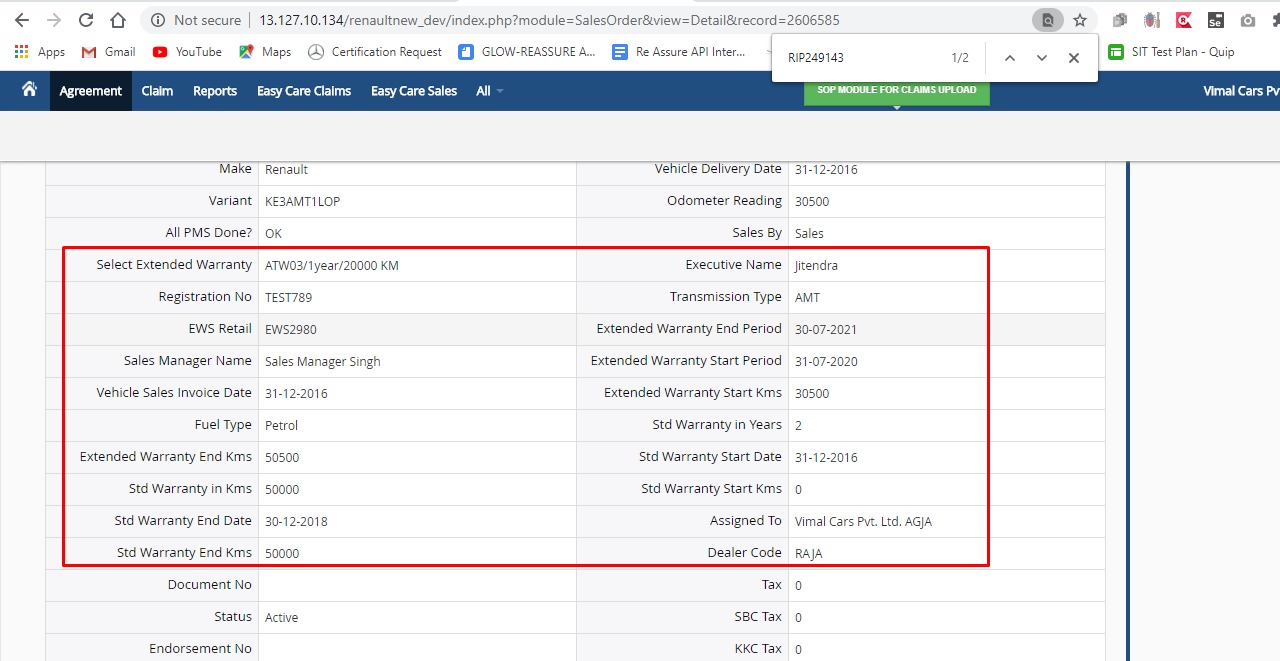 Not secure 13.127.10.134/renaultnew_dev/index.php?module=SalesOrder&view=Detail&record=2606585
Apps Gmail YouTube Maps Certification Request GLOW-REASSURE A... Re Assure API Inter... SIT Test Plan - Quip
RIP249143 1/2
Agreement Claim Reports Easy Care Claims Easy Care Sales All SOP MODULE FOR CLAIMS UPLOAD Vimal Cars Pv
Make Renault Vehicle Delivery Date 31-12-2016
Variant KE3AMT1LOP Odometer Reading 30500
All PMS Done? OK Sales By Sales
Select Extended Warranty ATW03/1year/20000 KM Executive Name Jitendra
Registration No TEST789 Transmission Type AMT
EWS Retail EWS2980 Extended Warranty End Period 30-07-2021
Sales Manager Name Sales Manager Singh Extended Warranty Start Period 31-07-2020
Vehicle Sales Invoice Date 31-12-2016 Extended Warranty Start Kms 30500
Fuel Type Petrol Std Warranty in Years 2
Extended Warranty End Kms 50500 Std Warranty Start Date 31-12-2016
Std Warranty in Kms 50000 Std Warranty Start Kms 0
Std Warranty End Date 30-12-2018 Assigned To Vimal Cars Pvt. Ltd. AGJA
Std Warranty End Kms 50000 Dealer Code RAJA
Document No Tax 0
Status Active SBC Tax 0
Endorsement No KKC Tax 0